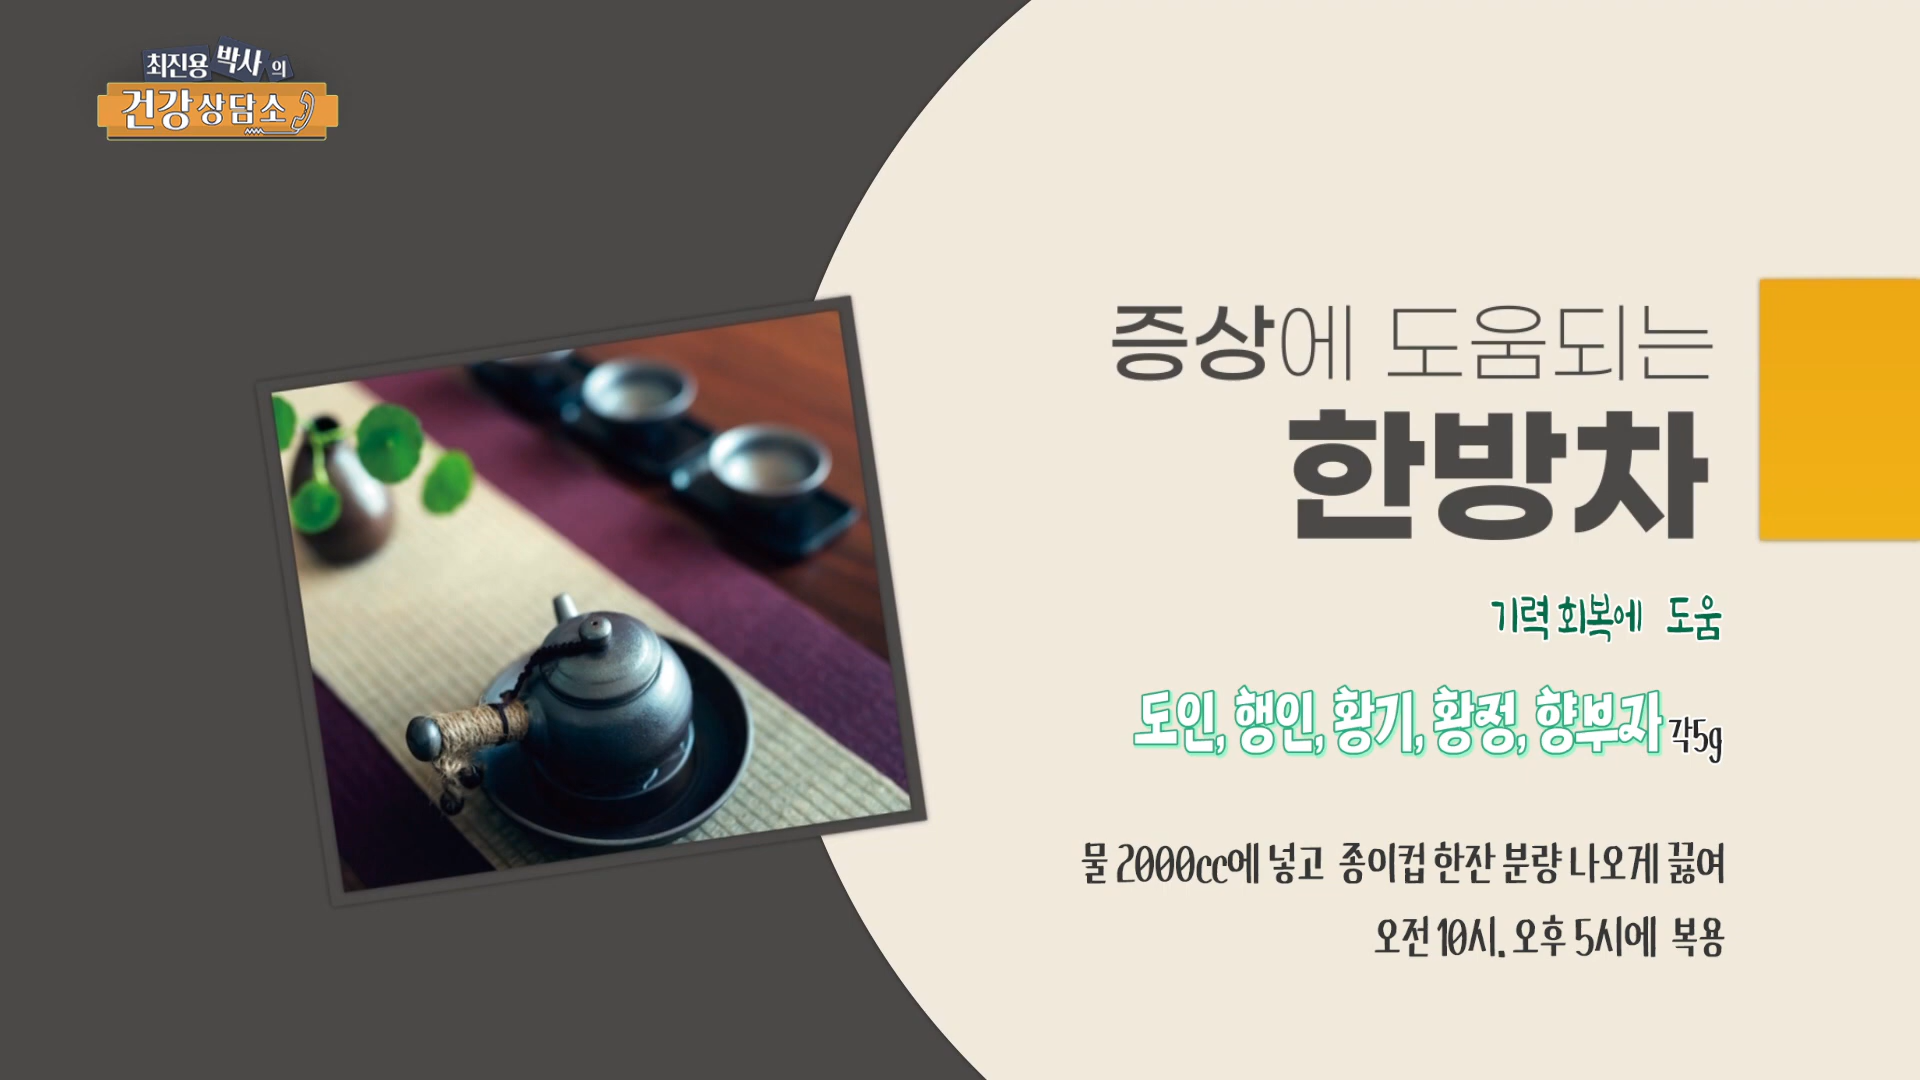 최진용 박사의
건강상담소
증상에 도움되는
한방차
기력 회복에 도움
도인, 행인, 황기, 황정, 향부자 각5g
물 2000cc에 넣고 종이컵 한잔 분량 나오게 끓여
오전 10시, 오후 5시에 복용